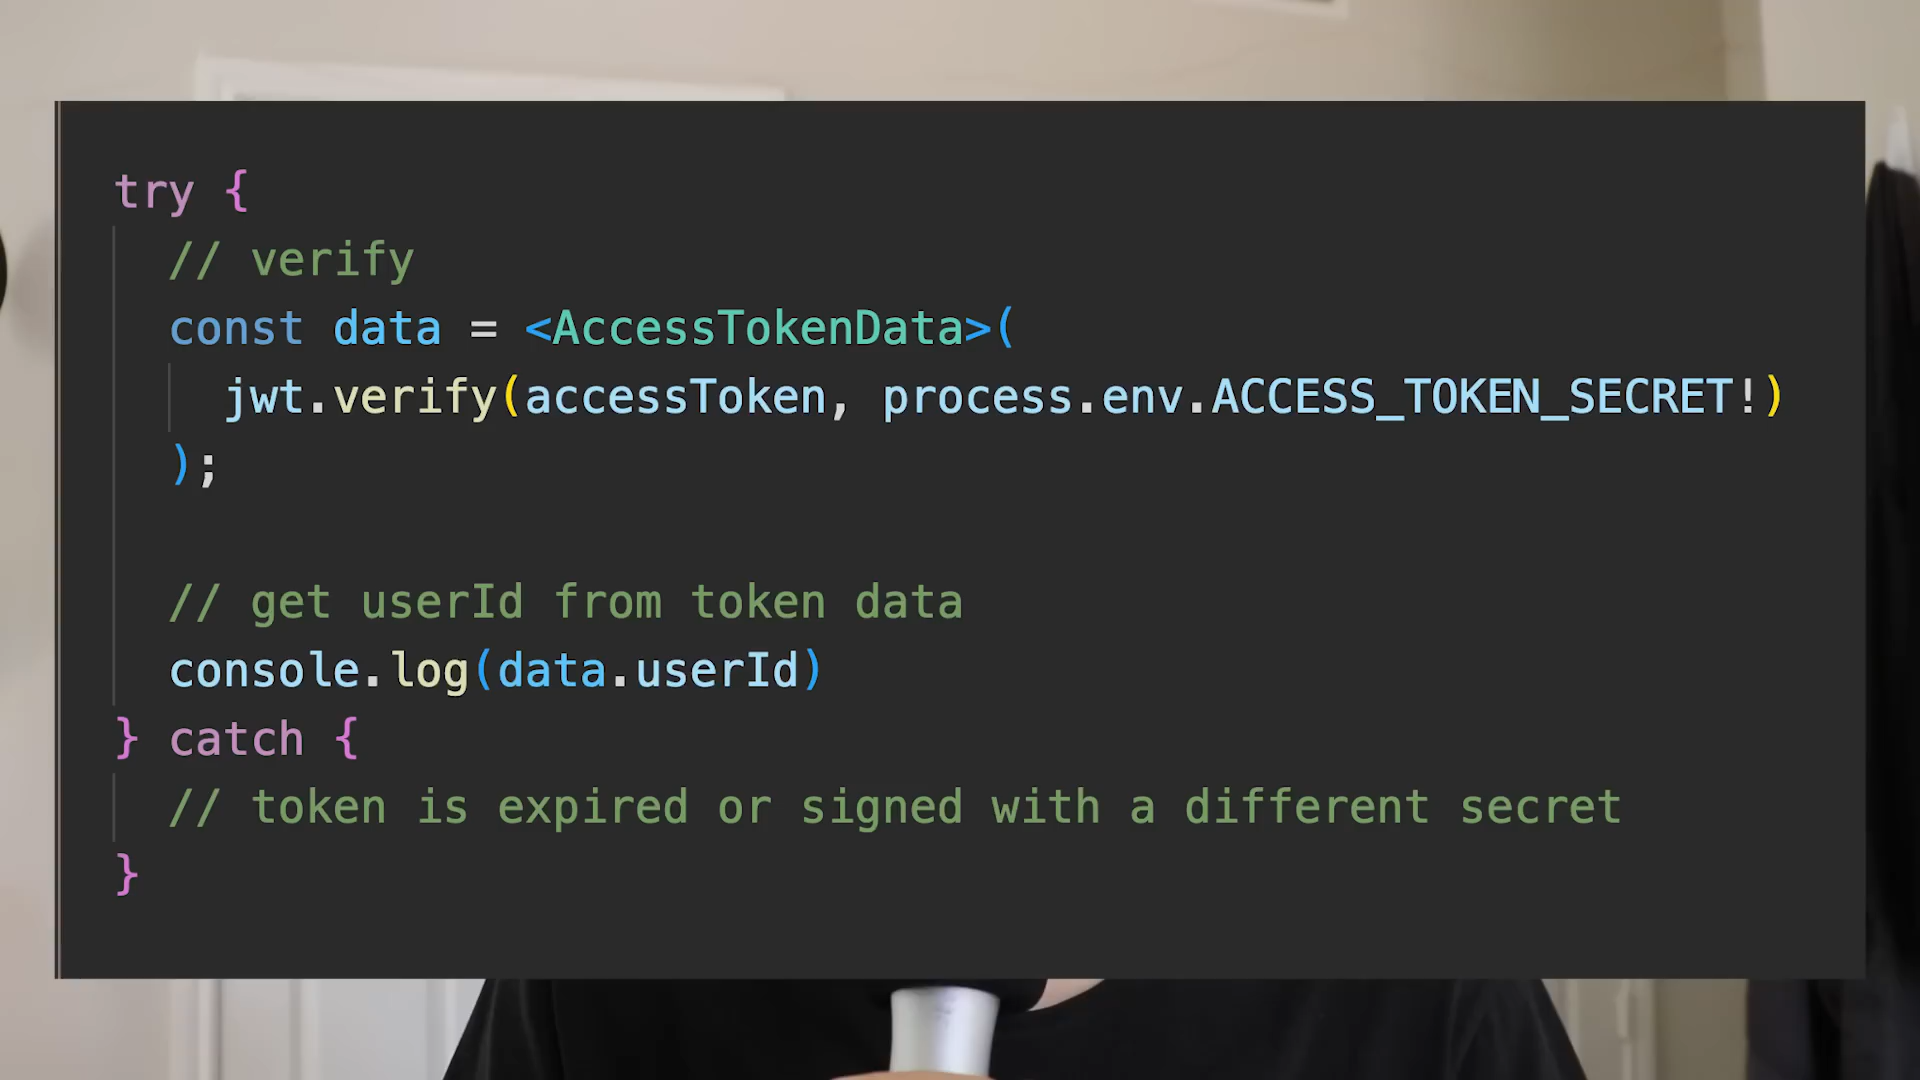 try {
// verify
const data = <AccessTokenData>(
jwt.verify(accessToken, process.env.ACCESS_TOKEN_SECRET!)
);
// get userId from token data
console.log(data.userId)
} catch {
// token is expired or signed with a different secret
}